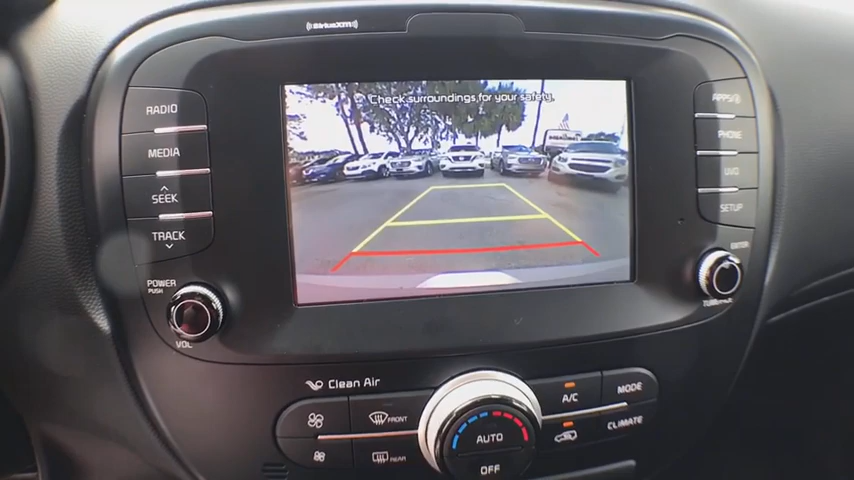 SiriusXM
Check surroundings for your safety.
RADIO
MEDIA
SEEK
TRACK
POWER
PUSH
VOL
APPS
PHONE
UVO
SETUP
ENTER
TUNE
Clean Air
FRONT
REAR
AUTO
OFF
A/C
MODE
CLIMATE